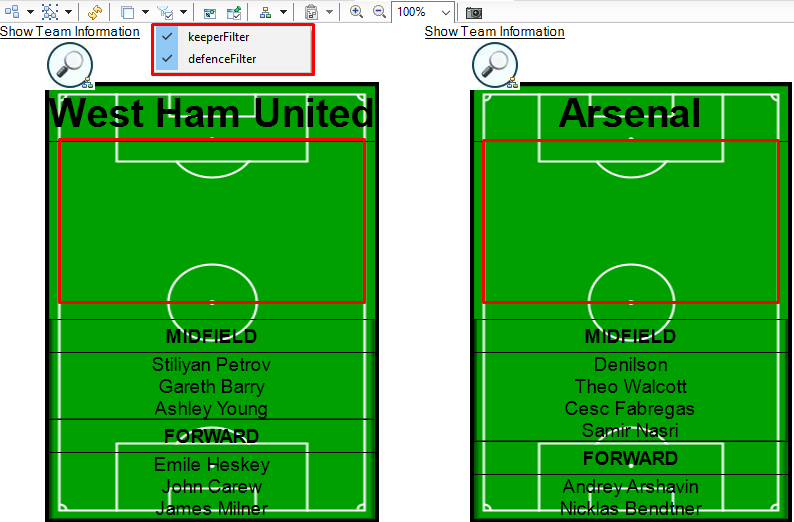 100%
keeperFilter
defenceFilter
Show Team Information
West Ham United
MIDFIELD
Stiliyan Petrov
Gareth Barry
Ashley Young
FORWARD
Emile Heskey
John Carew
James Milner
Show Team Information
Arsenal
MIDFIELD
Denilson
Theo Walcott
Cesc Fabregas
Samir Nasri
FORWARD
Andrey Arshavin
Nicklas Bendtner